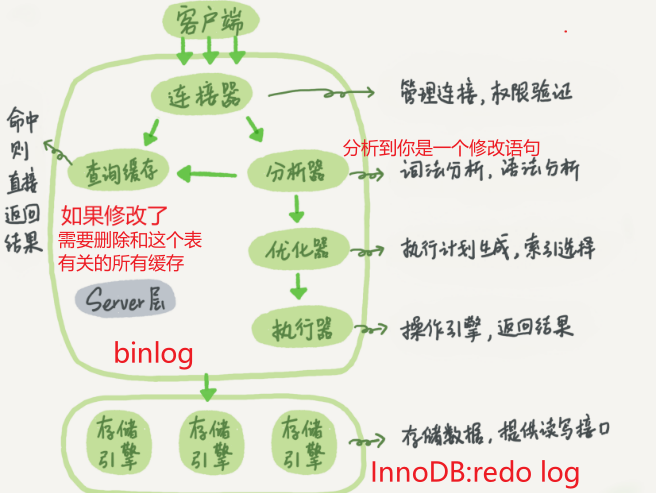 客户端
连接器
管理连接,权限验证
命中
则
直接
返回
结果
查询缓存
分析器
分析到你是一个修改语句
词法分析,语法分析
如果修改了
需要删除和这个表
有关的所有缓存
优化器
执行计划生成,索引选择
Server层
执行器
操作引擎,返回结果
binlog
存储
引擎
存储
引擎
存储
引擎
存储数据,提供读写接口
InnoDB:redo log